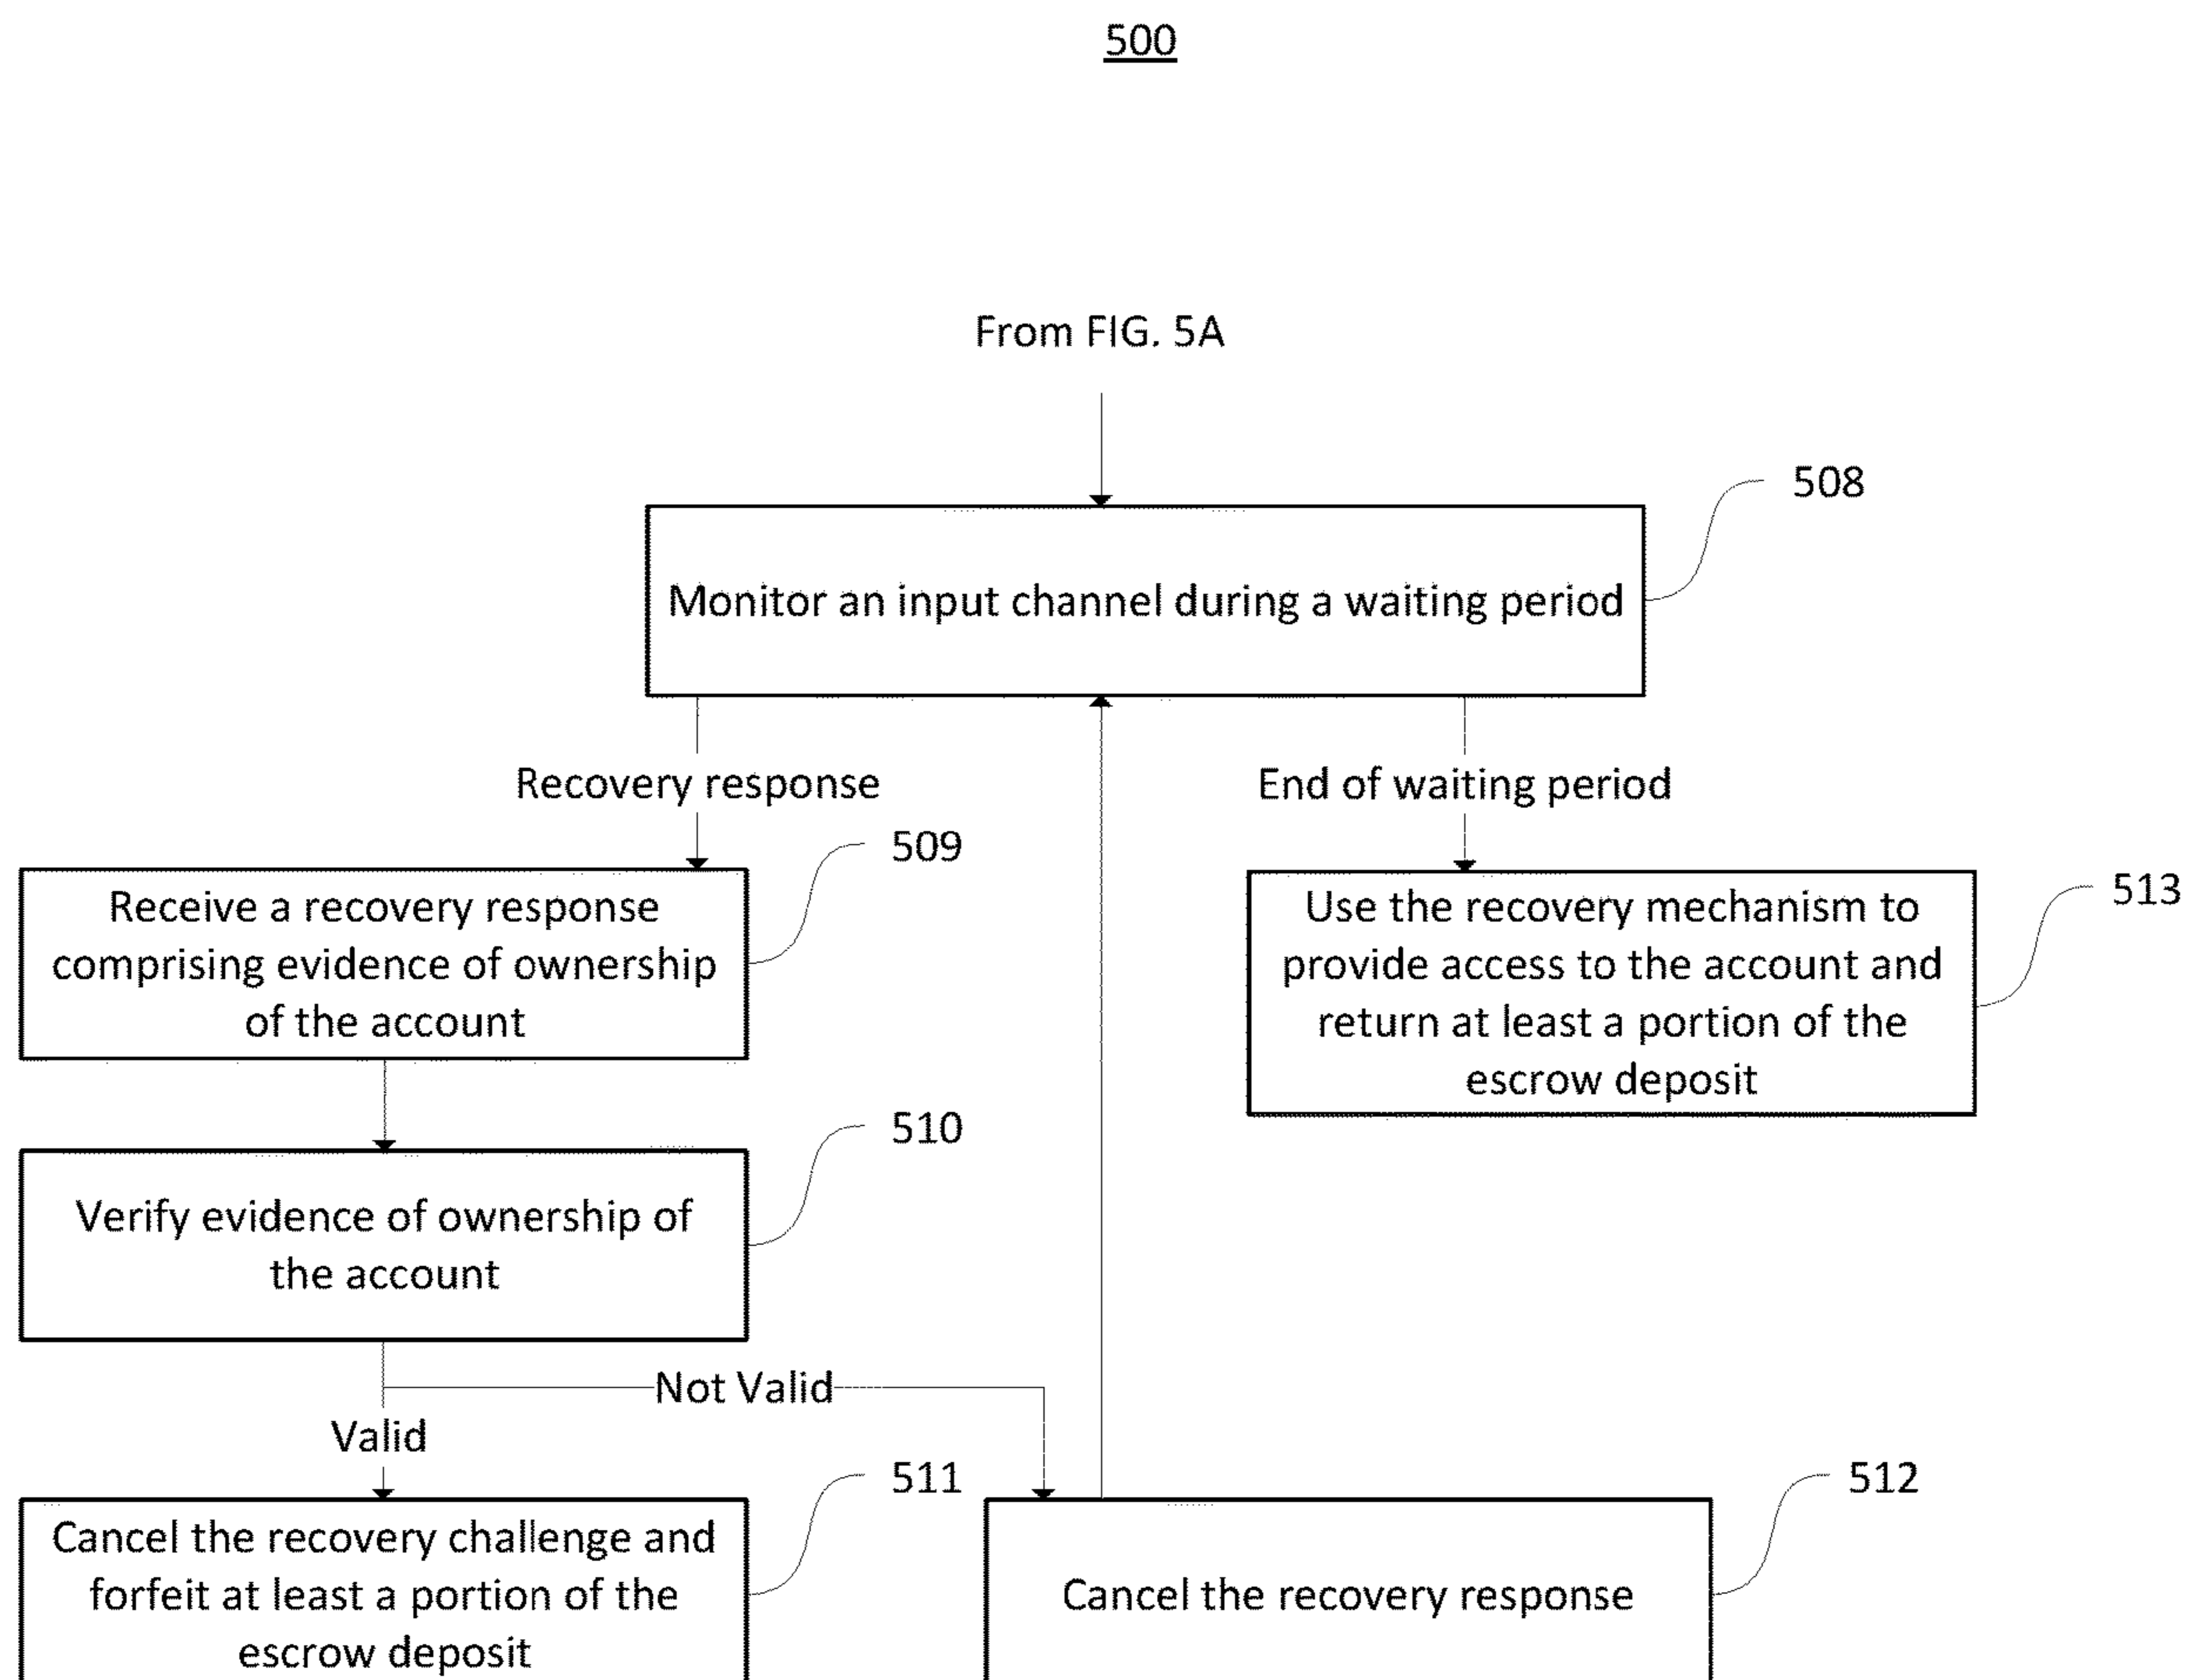 500
From FIG. 5A
508
Monitor an input channel during a waiting period
Recovery response
End of waiting period
509
Receive a recovery response
comprising evidence of ownership
of the account
513
Use the recovery mechanism to
provide access to the account and
return at least a portion of the
escrow deposit
510
Verify evidence of ownership of
the account
Not Valid
Valid
511
Cancel the recovery challenge and
forfeit at least a portion of the
escrow deposit
512
Cancel the recovery response